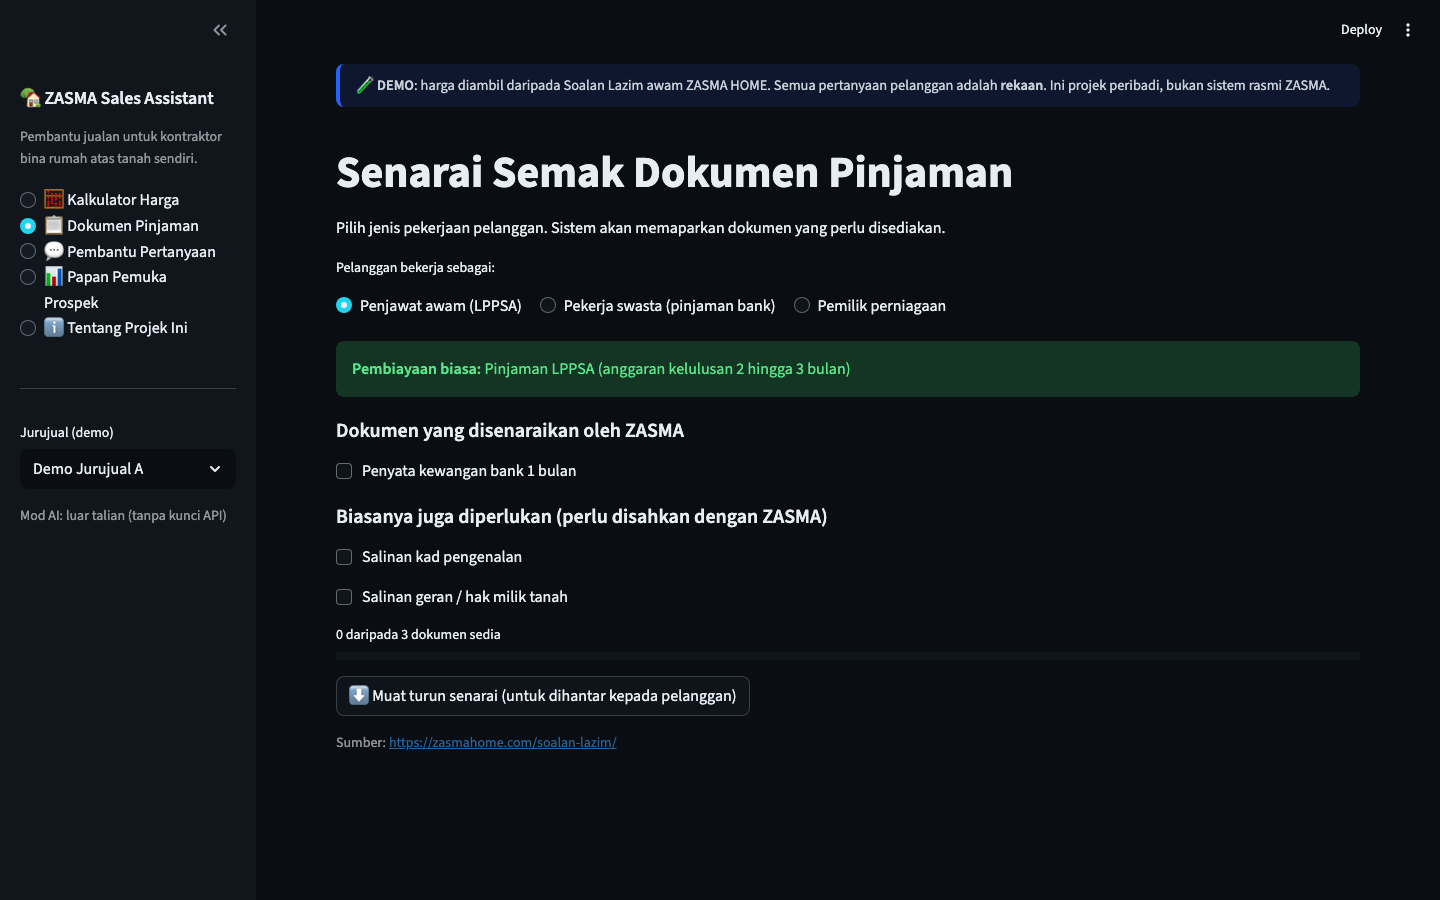 Deploy
ZASMA Sales Assistant
Pembantu jualan untuk kontraktor
bina rumah atas tanah sendiri.
Kalkulator Harga
Dokumen Pinjaman
Pembantu Pertanyaan
Papan Pemuka
Prospek
Tentang Projek Ini
Jurujual (demo)
Demo Jurujual A
Mod AI: luar talian (tanpa kunci API)
DEMO: harga diambil daripada Soalan Lazim awam ZASMA HOME. Semua pertanyaan pelanggan adalah rekaan. Ini projek peribadi, bukan sistem rasmi ZASMA.
Senarai Semak Dokumen Pinjaman
Pilih jenis pekerjaan pelanggan. Sistem akan memaparkan dokumen yang perlu disediakan.
Pelanggan bekerja sebagai:
Penjawat awam (LPPSA) Pekerja swasta (pinjaman bank) Pemilik perniagaan
Pembiayaan biasa: Pinjaman LPPSA (anggaran kelulusan 2 hingga 3 bulan)
Dokumen yang disenaraikan oleh ZASMA
Penyata kewangan bank 1 bulan
Biasanya juga diperlukan (perlu disahkan dengan ZASMA)
Salinan kad pengenalan
Salinan geran / hak milik tanah
0 daripada 3 dokumen sedia
Muat turun senarai (untuk dihantar kepada pelanggan)
Sumber: https://zasmahome.com/soalan-lazim/